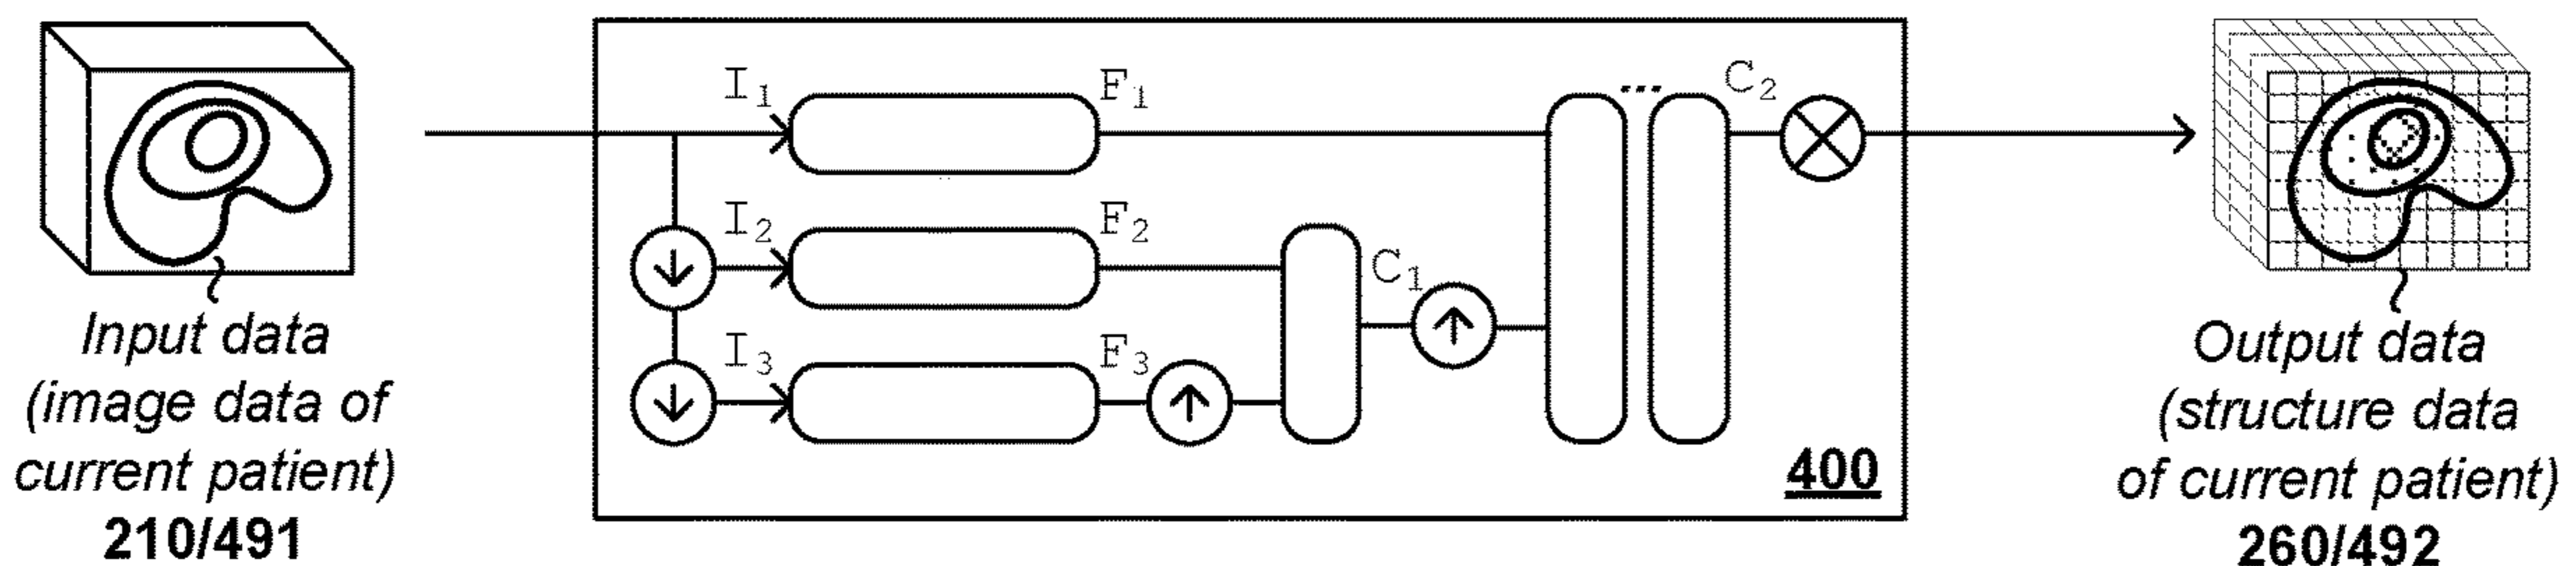 I₁ F₁ ... C₂
I₂ F₂
C₁
I₃ F₃
400
Input data
(image data of
current patient)
210/491
Output data
(structure data
of current patient)
260/492